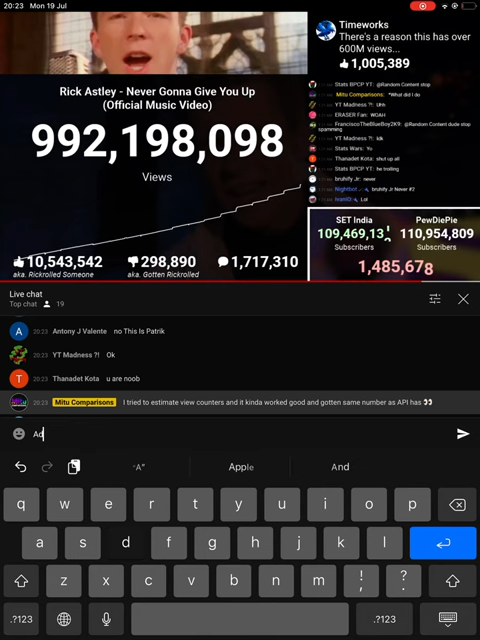 20:23 Mon 19 Jul
Timeworks
There's a reason this has over
600M views...
1,005,389
Rick Astley - Never Gonna Give You Up
(Official Music Video)
992,198,098
Views
10,543,542
aka. Rickrolled Someone
298,890
aka. Gotten Rickrolled
1,717,310
Stats BPCP YT: @Random Content stop
Mitu Comparisons: *What did I do
YT Madness ?!: Uhh
ERASER Fan: WOAH
FranciscoTheBlueBoy2K9: @Random Content dude stop
spamming
YT Madness ?!: Idk
Stats Wars: Yo
Thanadet Kota: shut up all
Stats BPCP YT: he trolling
bruhify Jr: never
Nightbot: bruhify Jr Never #2
SET India
PewDiePie
110,954,809
Subscribers
Subscribers
Live chat
Top chat 19
A 20:23 Antony J Valente no This Is Patrik
20:23 YT Madness ?! Ok
T 20:23 Thanadet Kota u are noob
20:23 Mitu Comparisons I tried to estimate view counters and it kinda worked good and gotten same number as API has 👀
Ad
"A" Apple And
q w e r t y u i o p
a s d f g h j k l
z x c v b n m ! , ? .
.?123 .?123